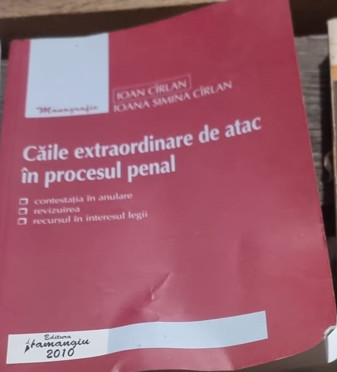 IOAN CÎRLAN
IOANA SIMINA CÎRLAN
Monografie
Căile extraordinare de atac
în procesul penal
contestaţia în anulare
revizuirea
recursul în interesul legii
Editura
Hamangiu
2010